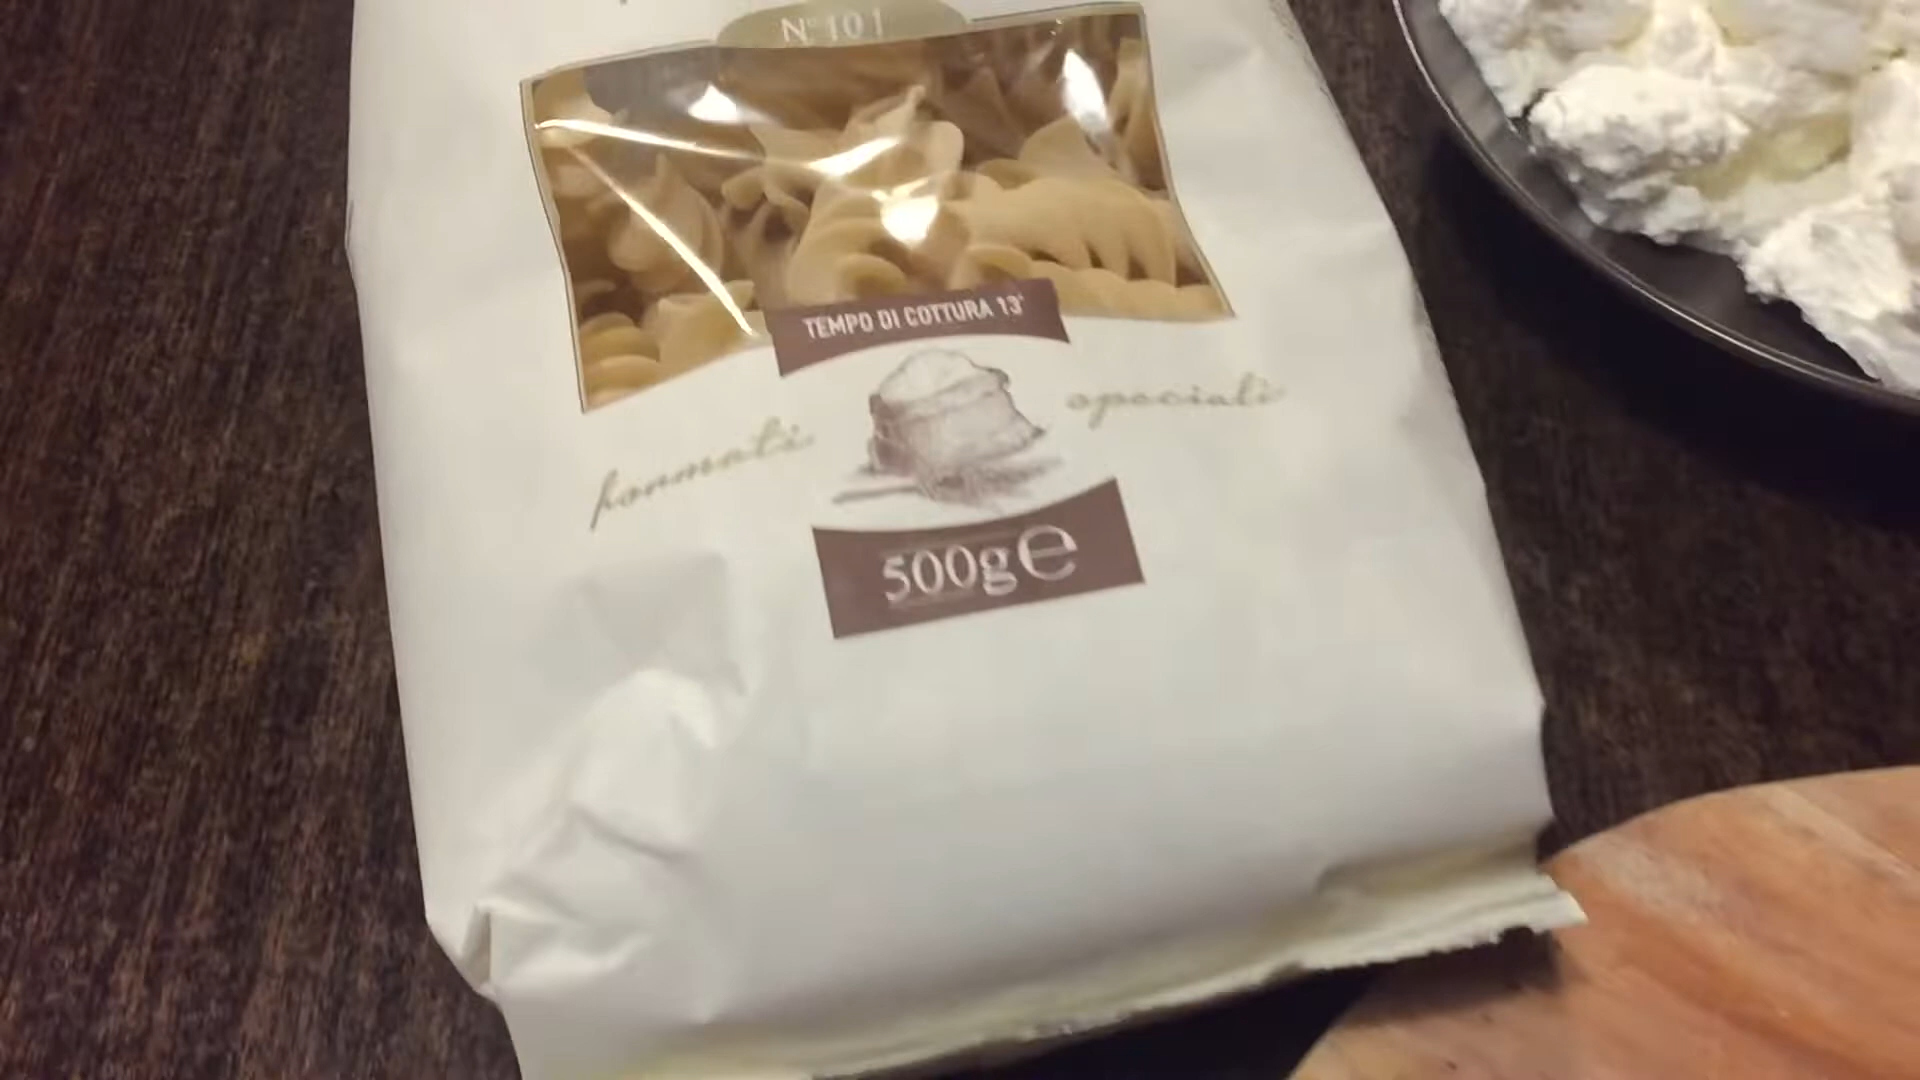 N° 101
TEMPO DI COTTURA 13'
formati speciali
500g ℮